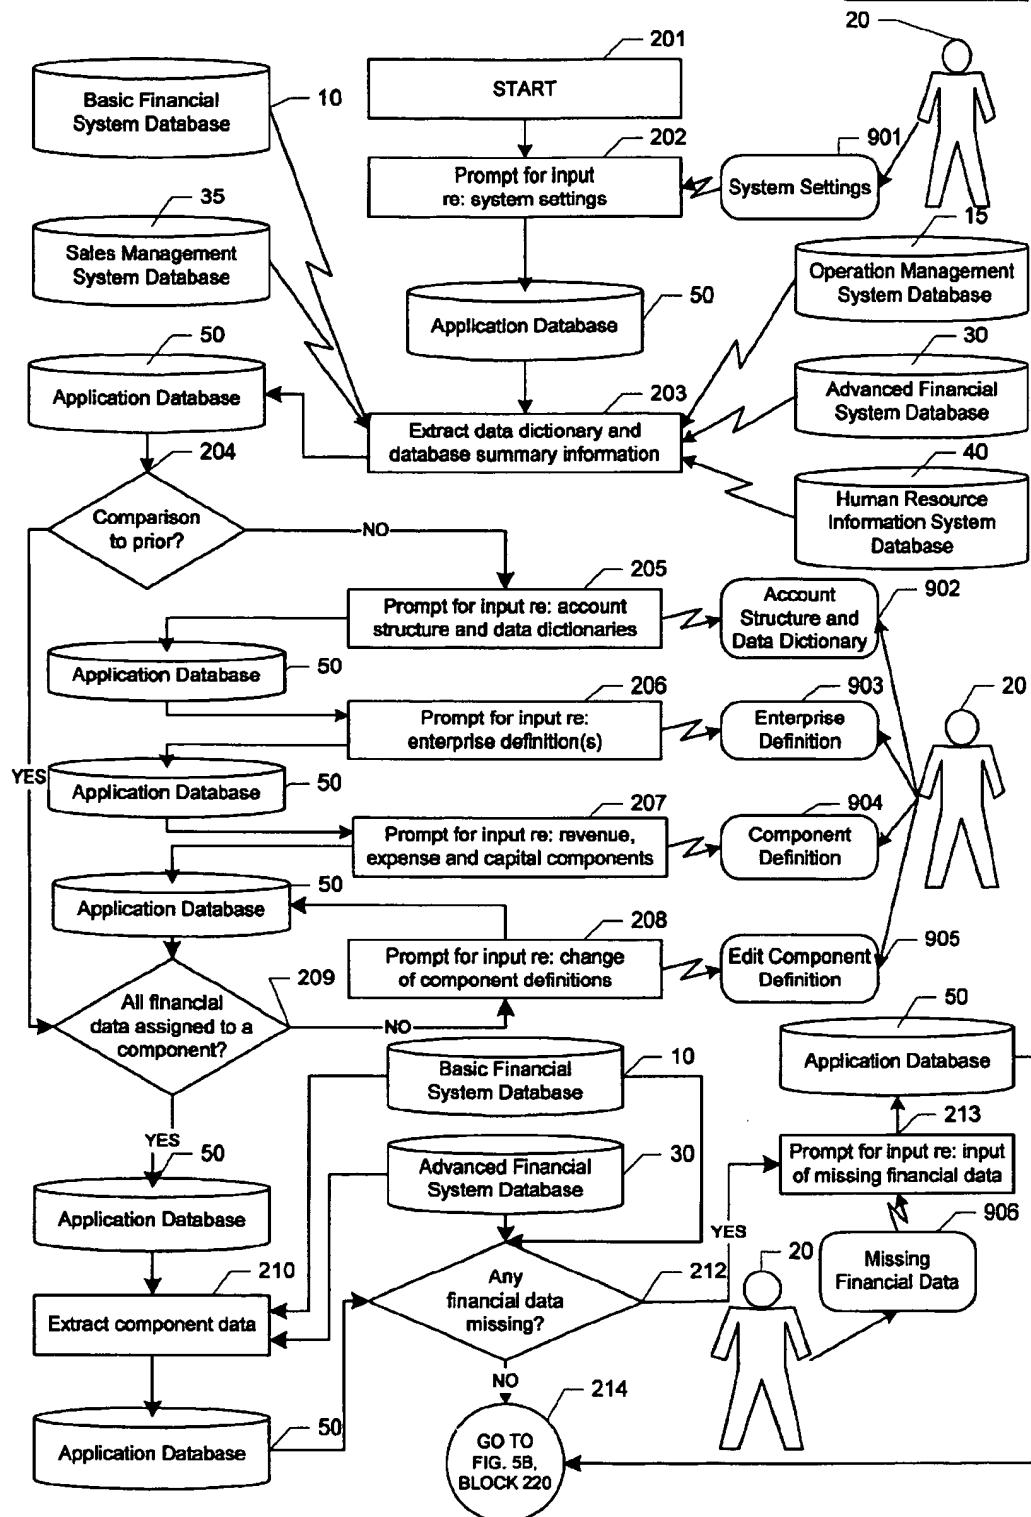 20
201
START
Basic Financial
System Database
10
202
Prompt for input
re: system settings
901
System Settings
35
Sales Management
System Database
15
Operation Management
System Database
50
Application Database
50
Application Database
30
Advanced Financial
System Database
203
Extract data dictionary and
database summary information
204
Comparison
to prior?
NO
40
Human Resource
Information System
Database
205
Prompt for input re: account
structure and data dictionaries
Account
Structure and
Data Dictionary
902
Application Database
50
206
Prompt for input re:
enterprise definition(s)
903
Enterprise
Definition
20
YES
Application Database
50
207
Prompt for input re: revenue,
expense and capital components
904
Component
Definition
50
Application Database
208
Prompt for input re: change
of component definitions
Edit Component
Definition
905
209
All financial
data assigned to a
component?
NO
50
Application Database
Basic Financial
System Database
10
YES
50
Application Database
Advanced Financial
System Database
30
213
Prompt for input re: input
of missing financial data
YES
906
Missing
Financial Data
20
210
Extract component data
Any
financial data
missing?
212
NO
50
Application Database
214
GO TO
FIG. 5B,
BLOCK 220